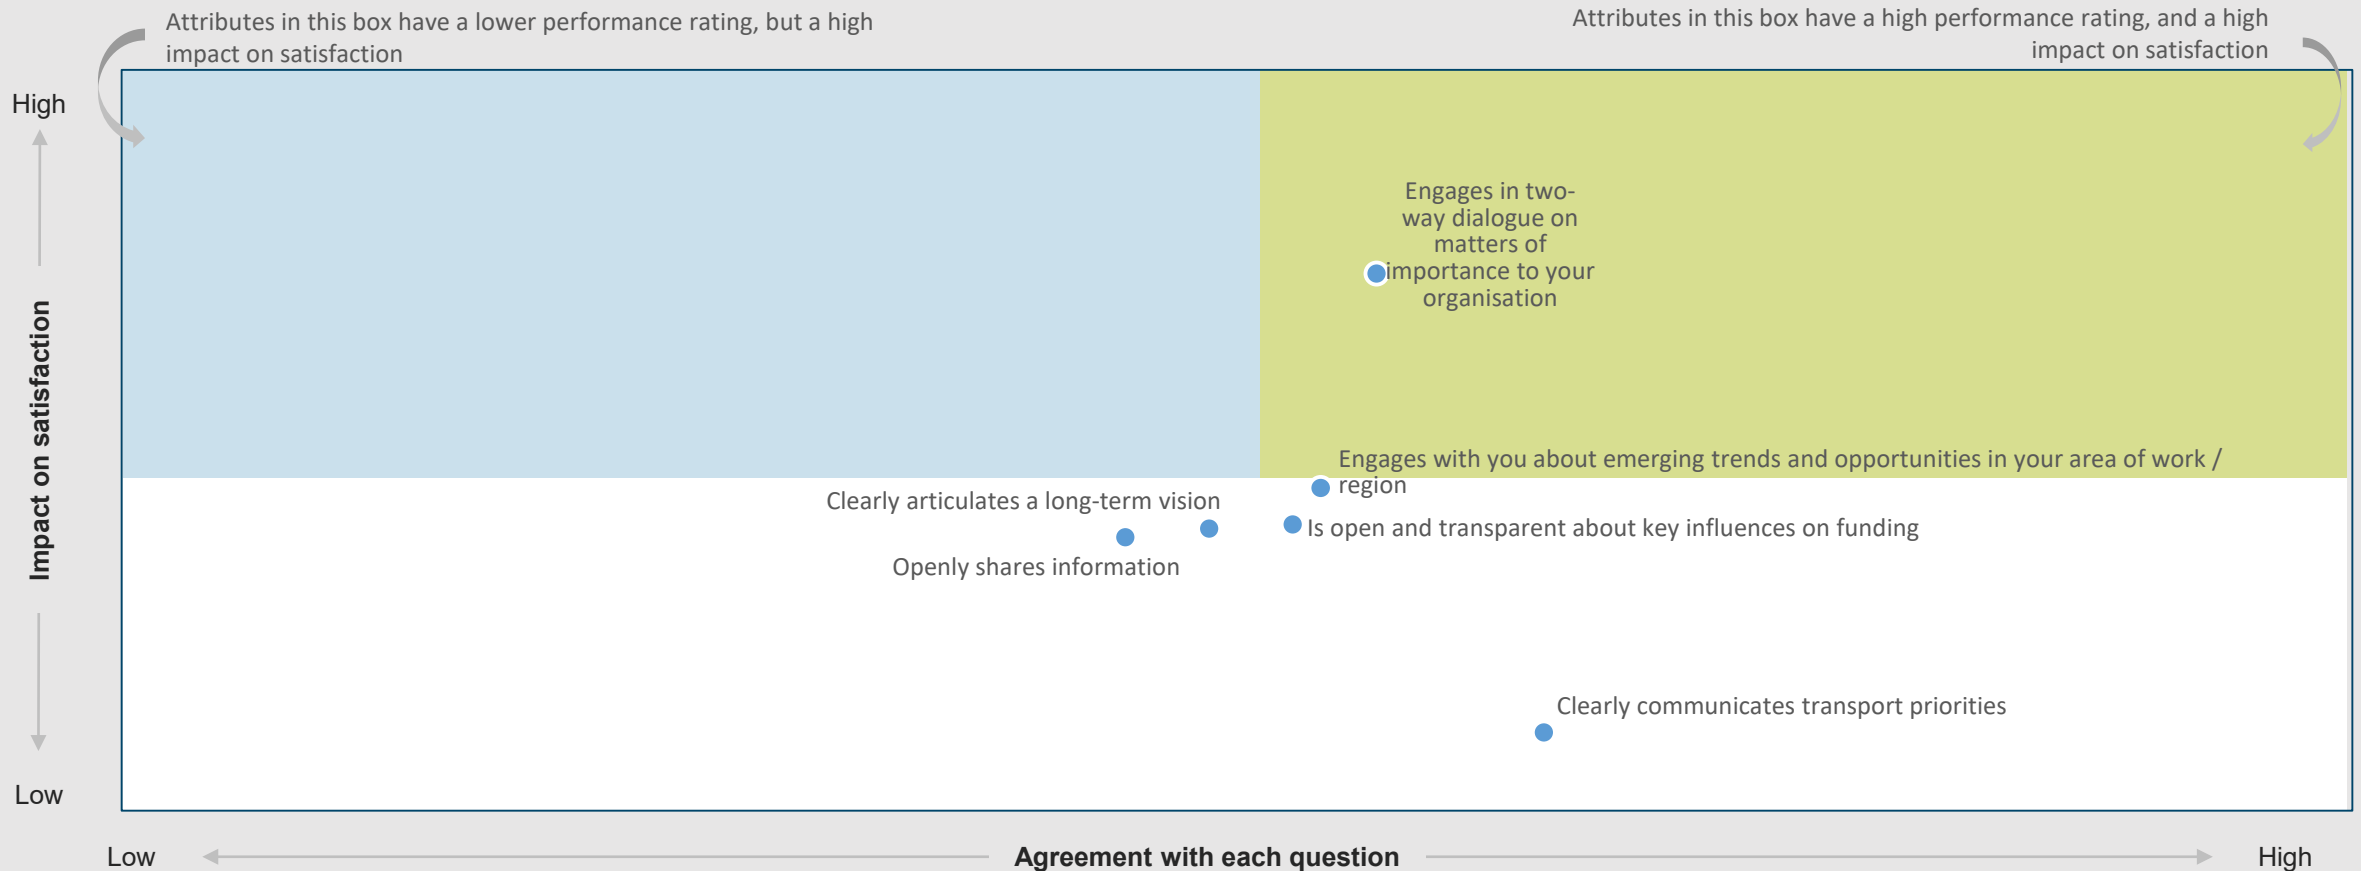 Attributes in this box have a lower performance rating, but a high
impact on satisfaction
Attributes in this box have a high performance rating, and a high
impact on satisfaction
High
Impact on satisfaction
Low
Engages in two-
way dialogue on
matters of
importance to your
organisation
Engages with you about emerging trends and opportunities in your area of work /
region
Clearly articulates a long-term vision
Is open and transparent about key influences on funding
Openly shares information
Clearly communicates transport priorities
Low
Agreement with each question
High